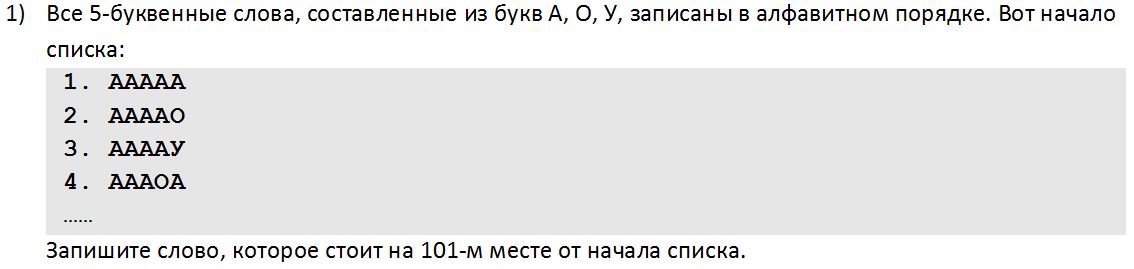 1) Все 5-буквенные слова, составленные из букв А, О, У, записаны в алфавитном порядке. Вот начало
списка:
1. ААААА
2. ААААО
3. ААААУ
4. АААОА
……
Запишите слово, которое стоит на 101-м месте от начала списка.